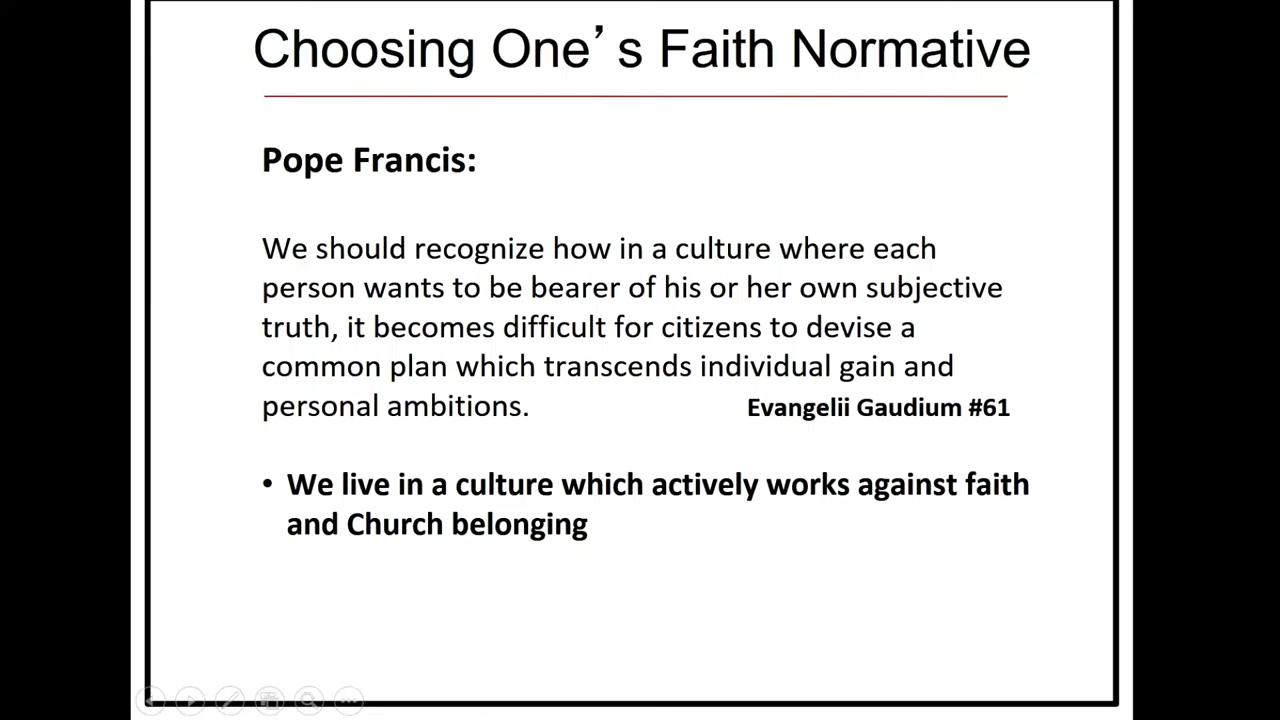 Choosing One’s Faith Normative
Pope Francis:
We should recognize how in a culture where each
person wants to be bearer of his or her own subjective
truth, it becomes difficult for citizens to devise a
common plan which transcends individual gain and
personal ambitions. Evangelii Gaudium #61
• We live in a culture which actively works against faith
and Church belonging